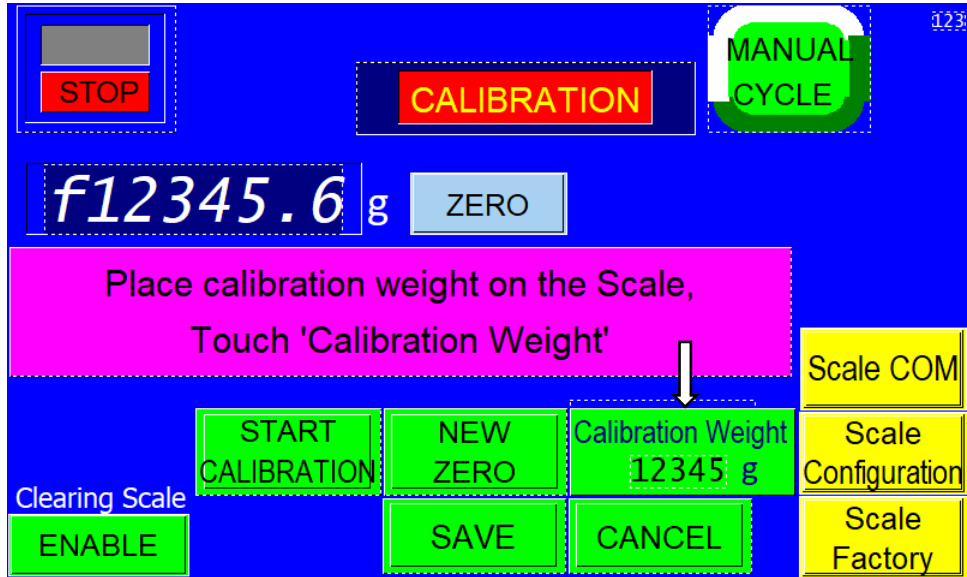 123
MANUAL
CYCLE
STOP
CALIBRATION
f12345.6 g
ZERO
Place calibration weight on the Scale,
Touch 'Calibration Weight'
Scale COM
START
CALIBRATION
NEW
ZERO
Calibration Weight
12345 g
Scale
Configuration
Clearing Scale
ENABLE
SAVE
CANCEL
Scale
Factory